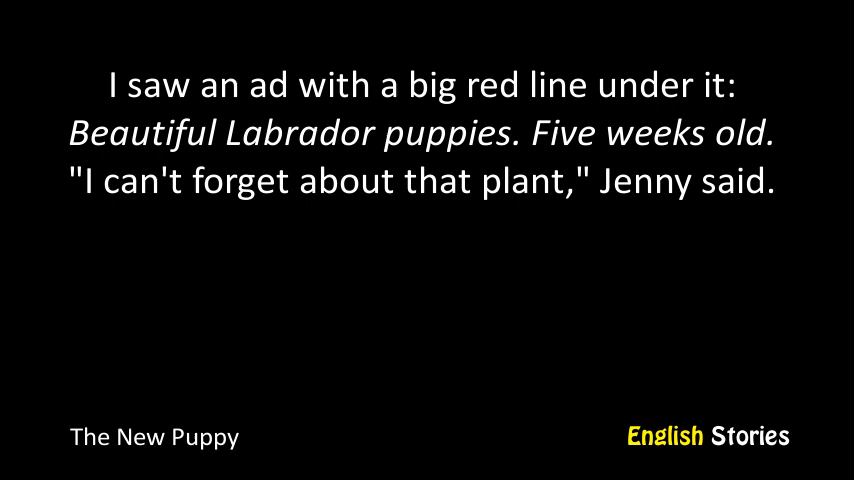 I saw an ad with a big red line under it:
Beautiful Labrador puppies. Five weeks old.
"I can't forget about that plant," Jenny said.
The New Puppy
English Stories